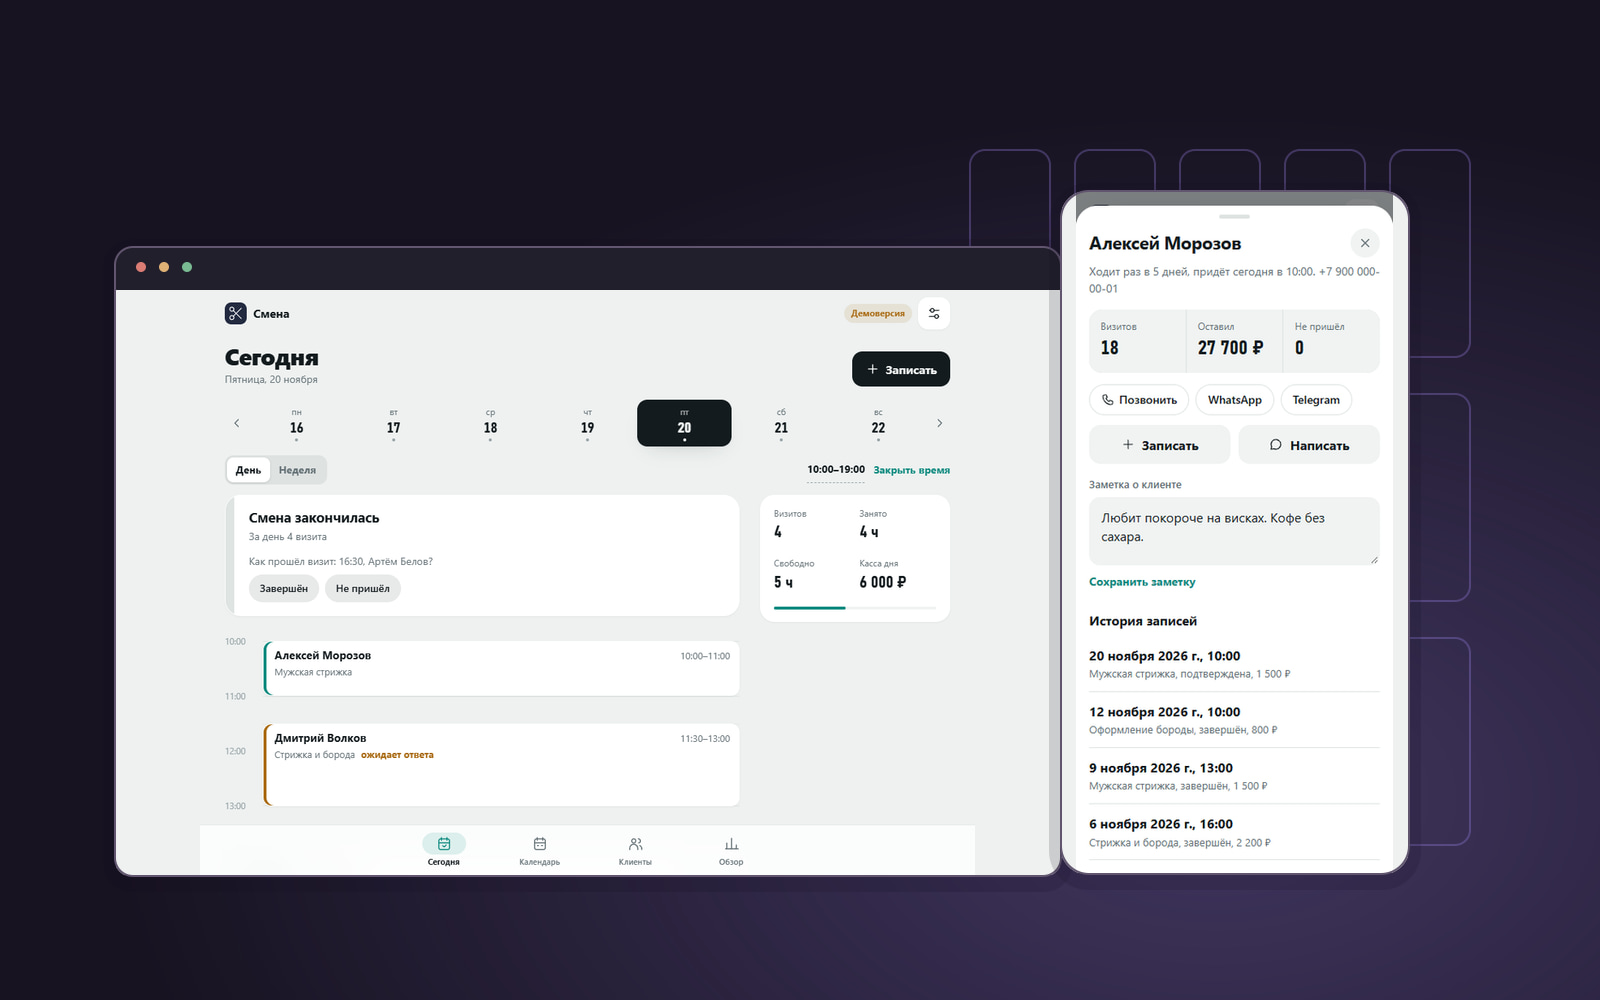 Смена
Демоверсия
Сегодня
Пятница, 20 ноября
Записать
пн вт ср чт пт сб вс
16 17 18 19 20 21 22
День Неделя
10:00–19:00 Закрыть время
Смена закончилась
За день 4 визита
Как прошёл визит: 16:30, Артём Белов?
Завершён Не пришёл
Визитов Занято
4 4 ч
Свободно Касса дня
5 ч 6 000 ₽
10:00
Алексей Морозов 10:00–11:00
Мужская стрижка
11:00
Дмитрий Волков 11:30–13:00
12:00
Стрижка и борода ожидает ответа
13:00
Сегодня Календарь Клиенты Обзор
Алексей Морозов
Ходит раз в 5 дней, придёт сегодня в 10:00. +7 900 000-
00-01
Визитов Оставил Не пришёл
18 27 700 ₽ 0
Позвонить WhatsApp Telegram
Записать Написать
Заметка о клиенте
Любит покороче на висках. Кофе без
сахара.
Сохранить заметку
История записей
20 ноября 2026 г., 10:00
Мужская стрижка, подтверждена, 1 500 ₽
12 ноября 2026 г., 10:00
Оформление бороды, завершён, 800 ₽
9 ноября 2026 г., 13:00
Мужская стрижка, завершён, 1 500 ₽
6 ноября 2026 г., 16:00
Стрижка и борода, завершён, 2 200 ₽